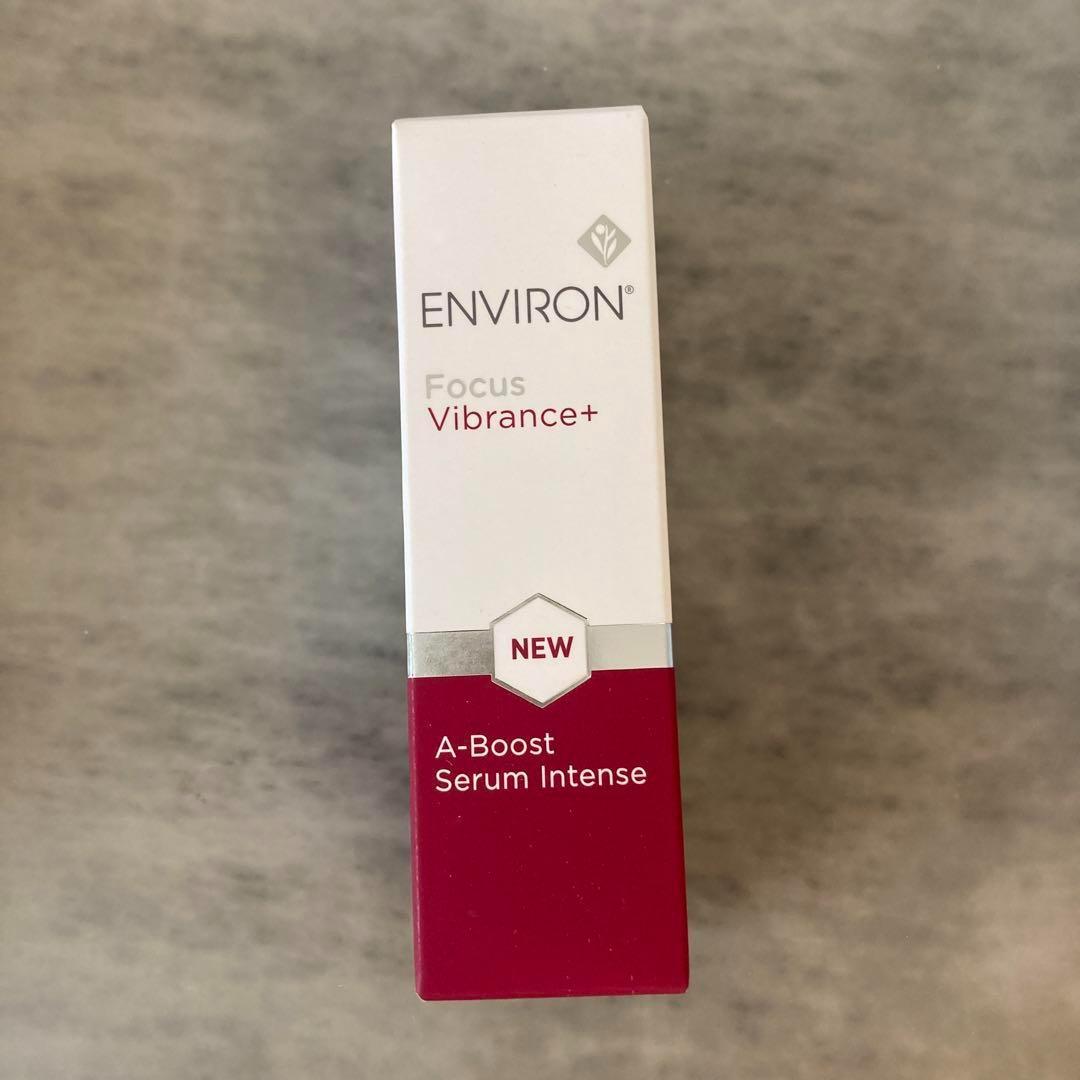 ENVIRON®
Focus
Vibrance+
NEW
A-Boost
Serum Intense